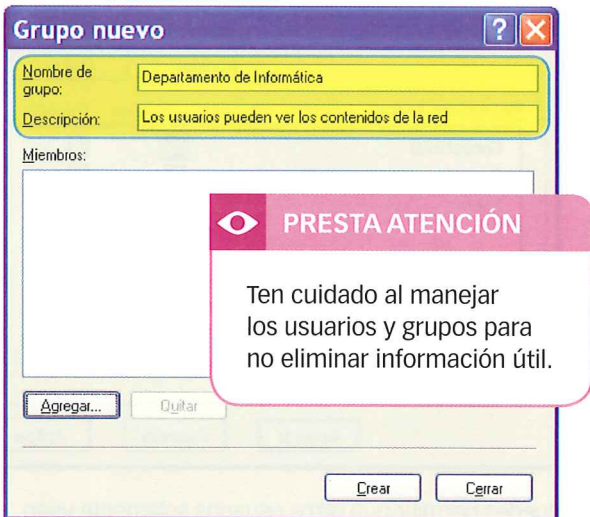 Grupo nuevo
Nombre de
grupo:
Departamento de Informática
Descripción:
Los usuarios pueden ver los contenidos de la red
Miembros:
PRESTA ATENCIÓN
Ten cuidado al manejar
los usuarios y grupos para
no eliminar información útil.
Agregar...
Quitar
Crear
Cerrar